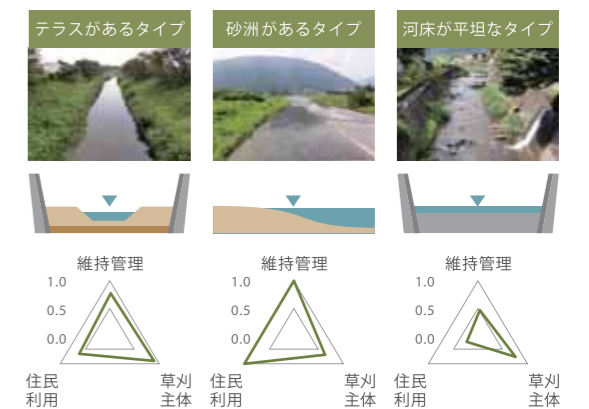 テラスがあるタイプ
砂洲があるタイプ
河床が平坦なタイプ
維持管理
1.0
0.5
0.0
住民
利用
草刈
主体
維持管理
1.0
0.5
0.0
住民
利用
草刈
主体
維持管理
1.0
0.5
0.0
住民
利用
草刈
主体